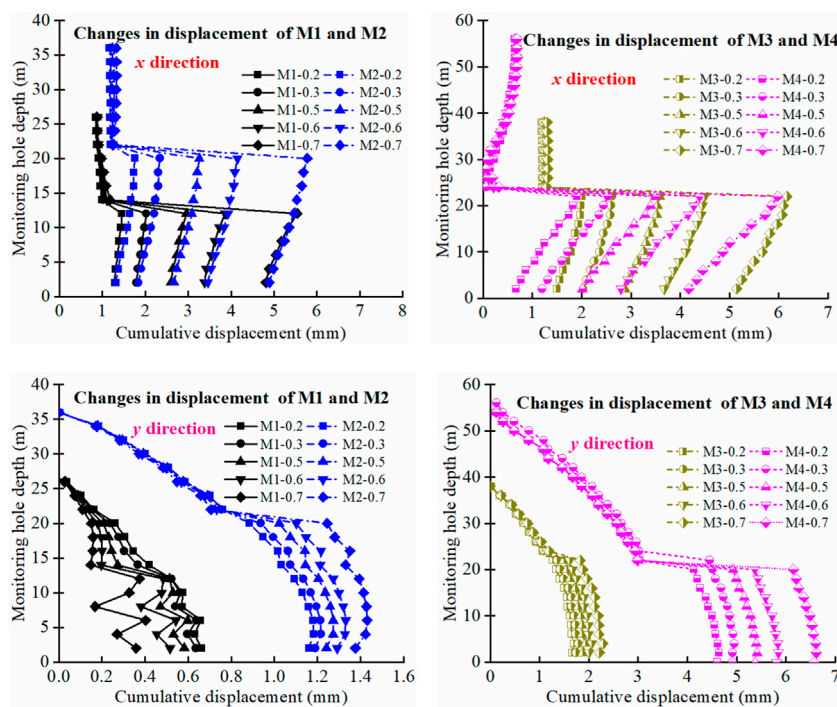 Changes in displacement of M1 and M2
x direction
M1-0.2 M2-0.2
M1-0.3 M2-0.3
M1-0.5 M2-0.5
M1-0.6 M2-0.6
M1-0.7 M2-0.7
Monitoring hole depth (m)
40
35
30
25
20
15
10
5
0
0 1 2 3 4 5 6 7 8
Cumulative displacement (mm)
Changes in displacement of M3 and M4
x direction
M3-0.2 M4-0.2
M3-0.3 M4-0.3
M3-0.5 M4-0.5
M3-0.6 M4-0.6
M3-0.7 M4-0.7
Monitoring hole depth (m)
60
50
40
30
20
10
0
0 1 2 3 4 5 6 7
Cumulative displacement (mm)
Changes in displacement of M1 and M2
y direction
M1-0.2 M2-0.2
M1-0.3 M2-0.3
M1-0.5 M2-0.5
M1-0.6 M2-0.6
M1-0.7 M2-0.7
Monitoring hole depth (m)
40
35
30
25
20
15
10
5
0
0.0 0.2 0.4 0.6 0.8 1.0 1.2 1.4 1.6
Cumulative displacement (mm)
Changes in displacement of M3 and M4
y direction
M3-0.2 M4-0.2
M3-0.3 M4-0.3
M3-0.5 M4-0.5
M3-0.6 M4-0.6
M3-0.7 M4-0.7
Monitoring hole depth (m)
60
50
40
30
20
10
0
0 1 2 3 4 5 6 7
Cumulative displacement (mm)